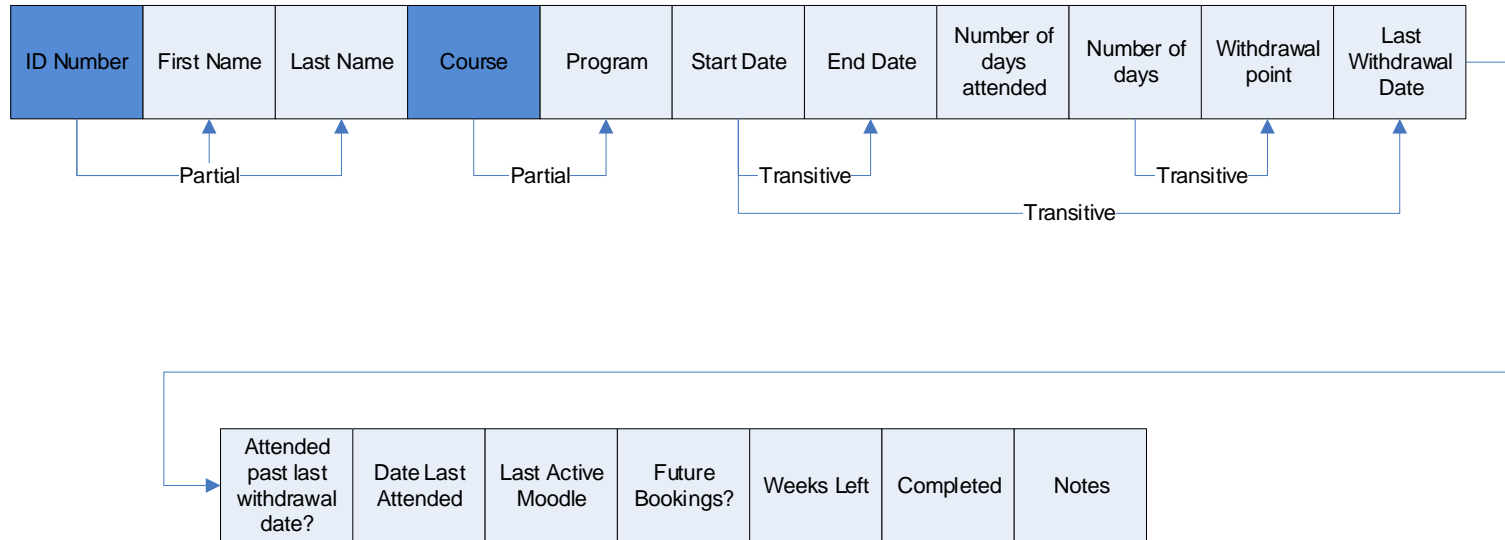 ID Number
First Name
Last Name
Course
Program
Start Date
End Date
Number of
days
attended
Number of
days
Withdrawal
point
Last
Withdrawal
Date
Partial
Partial
Transitive
Transitive
Transitive
Attended
past last
withdrawal
date?
Date Last
Attended
Last Active
Moodle
Future
Bookings?
Weeks Left
Completed
Notes